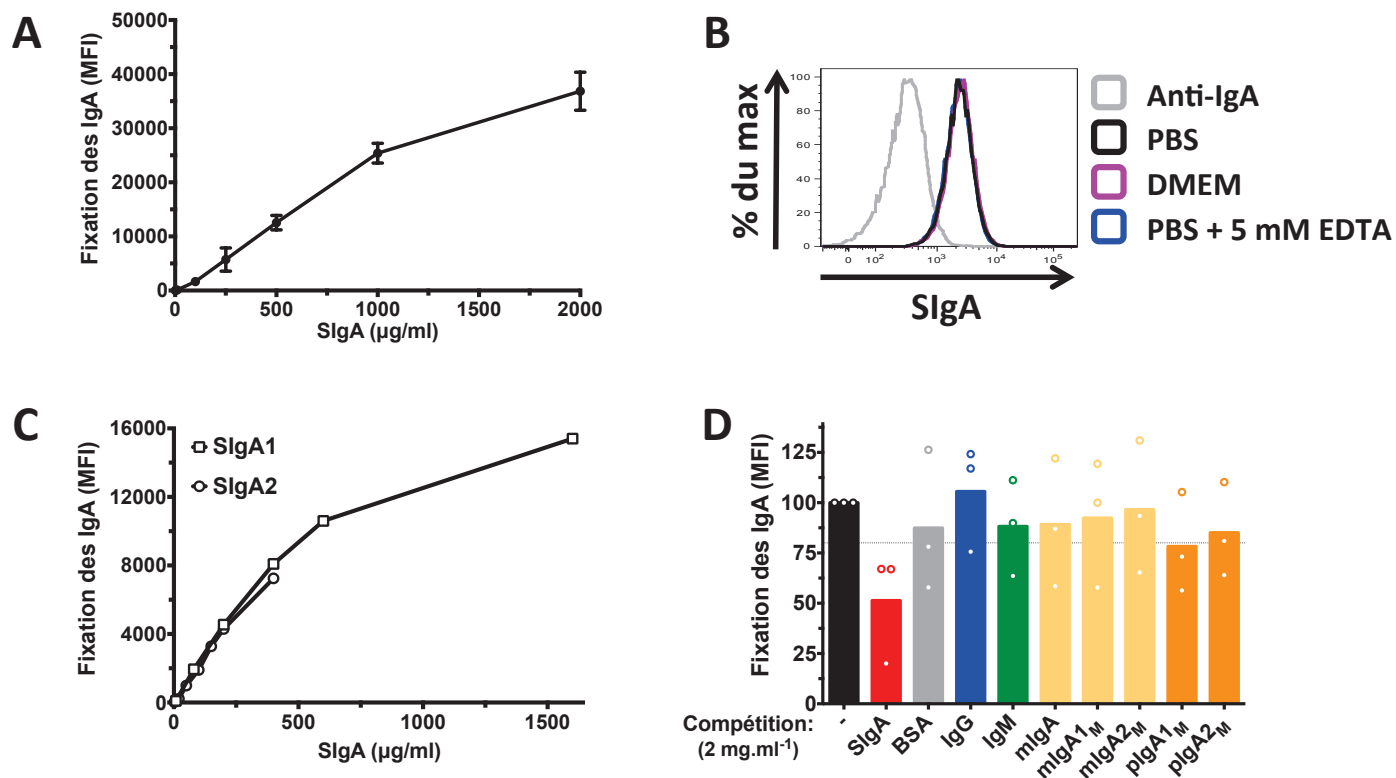 A
Fixation des IgA (MFI)
50000
40000
30000
20000
10000
0
0 500 1000 1500 2000
SIgA (µg/ml)
B
% du max
100
80
60
40
20
0
0 10² 10³ 10⁴ 10⁵
SIgA
Anti-IgA
PBS
DMEM
PBS + 5 mM EDTA
C
Fixation des IgA (MFI)
16000
12000
8000
4000
0
SIgA1
SIgA2
0 500 1000 1500
SIgA (µg/ml)
D
Fixation des IgA (MFI)
125
100
75
50
25
0
Compétition:
(2 mg.ml⁻¹)
-
SIgA
BSA
IgG
IgM
mIgA
mIgA1M
mIgA2M
pIgA1M
pIgA2M